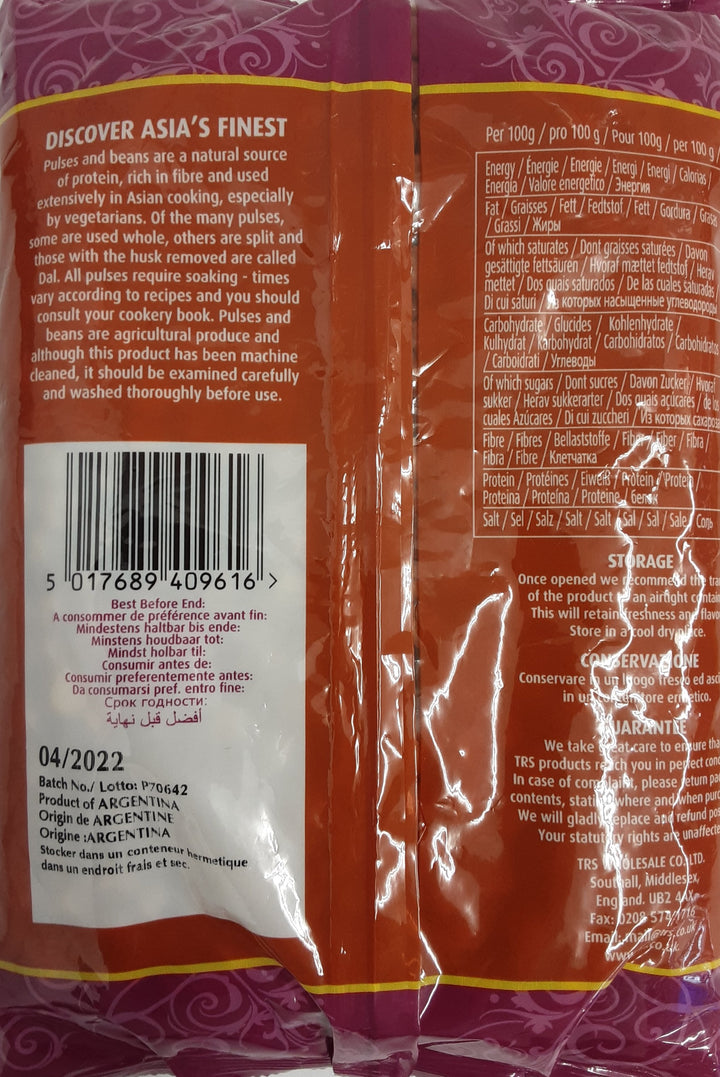 DISCOVER ASIA'S FINEST
Pulses and beans are a natural source
of protein, rich in fibre and used
extensively in Asian cooking, especially
by vegetarians. Of the many pulses,
some are used whole, others are split and
those with the husk removed are called
Dal. All pulses require soaking - times
vary according to recipes and you should
consult your cookery book. Pulses and
beans are agricultural produce and
although this product has been machine
cleaned, it should be examined carefully
and washed thoroughly before use.
5 017689 409616 >
Best Before End:
A consommer de préférence avant fin:
Mindestens haltbar bis ende:
Minstens houdbaar tot:
Mindst holbar til:
Consumir antes de:
Consumir preferentemente antes:
Da consumarsi pref. entro fine:
Срок годности:
أفضل قبل نهاية
04/2022
Batch No./ Lotto: P70642
Product of ARGENTINA
Origin de ARGENTINE
Origine :ARGENTINA
Stocker dans un conteneur hermetique
dans un endroit frais et sec.
Per 100g / pro 100 g / Pour 100g / per 100 g /
Energy / Énergie / Energie / Energi / Energi / Calorias /
Energía / Valore energetico / Энергия
Fat / Graisses / Fett / Fedtstof / Fett / Gordura / Grasa
/ Grassi / Жиры
Of which saturates / Dont graisses saturées / Davon
gesättigte fettsäuren / Hvoraf mættet fedtstof / Herav
mettet / Dos quais saturados / De las cuales saturadas
Di cui saturi / Из которых насыщенные углеводороды
Carbohydrate / Glucides / Kohlenhydrate /
Kulhydrat / Karbohydrat / Carbohidratos / Carbohidratos
/ Carboidrati / Углеводы
Of which sugars / Dont sucres / Davon Zucker / Hvoraf
sukker / Herav sukkerarter / Dos quais açúcares / de los
cuales Azúcares / Di cui zuccheri / Из которых сахароза
Fibre / Fibres / Bellaststoffe / Fiber / Fiber / Fibra /
Fibra / Fibre / Клетчатка
Protein / Protéines / Eiweiß / Protein / Protein /
Proteina / Proteína / Proteine / белок
Salt / Sel / Salz / Salt / Salt / Sal / Sal / Sale / Соль
STORAGE
Once opened we recommend the
of the product in an airtight
This will retain freshness and
Store in a cool dry place.
CONSERVAZIONE
Conservare in un luogo fresco ed
in un contenitore ermetico.
GUARANTEE
We take great care to ensure
TRS products reach you in perfect
In case of complaint, please return
contents, stating where and when
We will gladly replace and refund
Your statutory rights are
TRS WHOLESALE CO. LTD.
Southall, Middlesex,
England. UB2 4AX
Fax: 0208
Email: mail@trs.co.uk